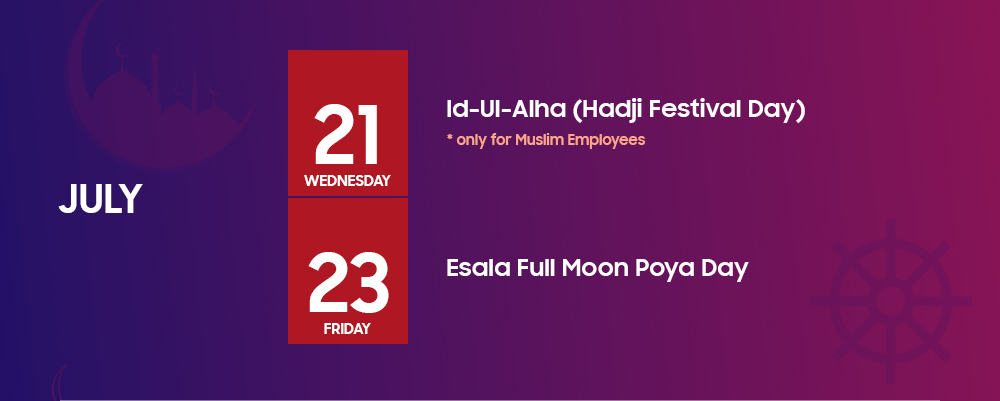 JULY
21
WEDNESDAY
Id-Ul-Alha (Hadji Festival Day)
* only for Muslim Employees
23
FRIDAY
Esala Full Moon Poya Day